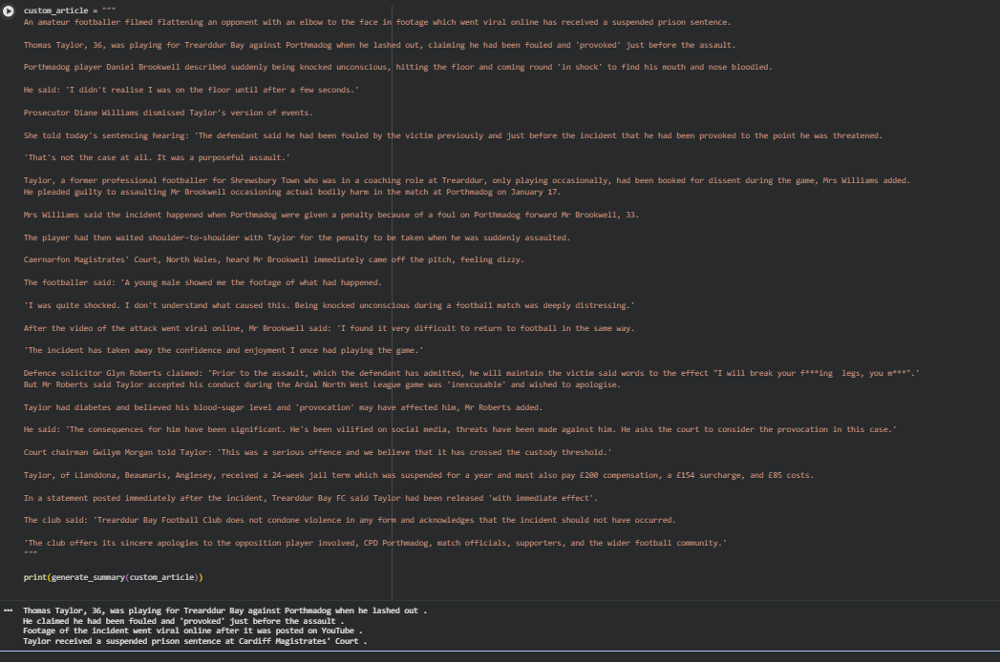 custom_article = """
An amateur footballer filmed flattening an opponent with an elbow to the face in footage which went viral online has received a suspended prison sentence.
Thomas Taylor, 36, was playing for Trearddur Bay against Porthmadog when he lashed out, claiming he had been fouled and 'provoked' just before the assault.
Porthmadog player Daniel Brookwell described suddenly being knocked unconscious, hitting the floor and coming round 'in shock' to find his mouth and nose bloodied.
He said: 'I didn't realise I was on the floor until after a few seconds.'
Prosecutor Diane Williams dismissed Taylor's version of events.
She told today's sentencing hearing: 'The defendant said he had been fouled by the victim previously and just before the incident that he had been provoked to the point he was threatened.
'That's not the case at all. It was a purposeful assault.'
Taylor, a former professional footballer for Shrewsbury Town who was in a coaching role at Trearddur, only playing occasionally, had been booked for dissent during the game, Mrs Williams added.
He pleaded guilty to assaulting Mr Brookwell occasioning actual bodily harm in the match at Porthmadog on January 17.
Mrs Williams said the incident happened when Porthmadog were given a penalty because of a foul on Porthmadog forward Mr Brookwell, 33.
The player had then waited shoulder-to-shoulder with Taylor for the penalty to be taken when he was suddenly assaulted.
Caernarfon Magistrates' Court, North Wales, heard Mr Brookwell immediately came off the pitch, feeling dizzy.
The footballer said: 'A young male showed me the footage of what had happened.
'I was quite shocked. I don't understand what caused this. Being knocked unconscious during a football match was deeply distressing.'
After the video of the attack went viral online, Mr Brookwell said: 'I found it very difficult to return to football in the same way.
'The incident has taken away the confidence and enjoyment I once had playing the game.'
Defence solicitor Glyn Roberts claimed: 'Prior to the assault, which the defendant has admitted, he will maintain the victim said words to the effect "I will break your f***ing  legs, you m***".'
But Mr Roberts said Taylor accepted his conduct during the Ardal North West League game was 'inexcusable' and wished to apologise.
Taylor had diabetes and believed his blood-sugar level and 'provocation' may have affected him, Mr Roberts added.
He said: 'The consequences for him have been significant. He's been vilified on social media, threats have been made against him. He asks the court to consider the provocation in this case.'
Court chairman Gwilym Morgan told Taylor: 'This was a serious offence and we believe that it has crossed the custody threshold.'
Taylor, of Llanddona, Beaumaris, Anglesey, received a 24-week jail term which was suspended for a year and must also pay £200 compensation, a £154 surcharge, and £85 costs.
In a statement posted immediately after the incident, Trearddur Bay FC said Taylor had been released 'with immediate effect'.
The club said: 'Trearddur Bay Football Club does not condone violence in any form and acknowledges that the incident should not have occurred.
'The club offers its sincere apologies to the opposition player involved, CPD Porthmadog, match officials, supporters, and the wider football community.'
"""
print(generate_summary(custom_article))
Thomas Taylor, 36, was playing for Trearddur Bay against Porthmadog when he lashed out .
He claimed he had been fouled and 'provoked' just before the assault .
Footage of the incident went viral online after it was posted on YouTube .
Taylor received a suspended prison sentence at Cardiff Magistrates' Court .